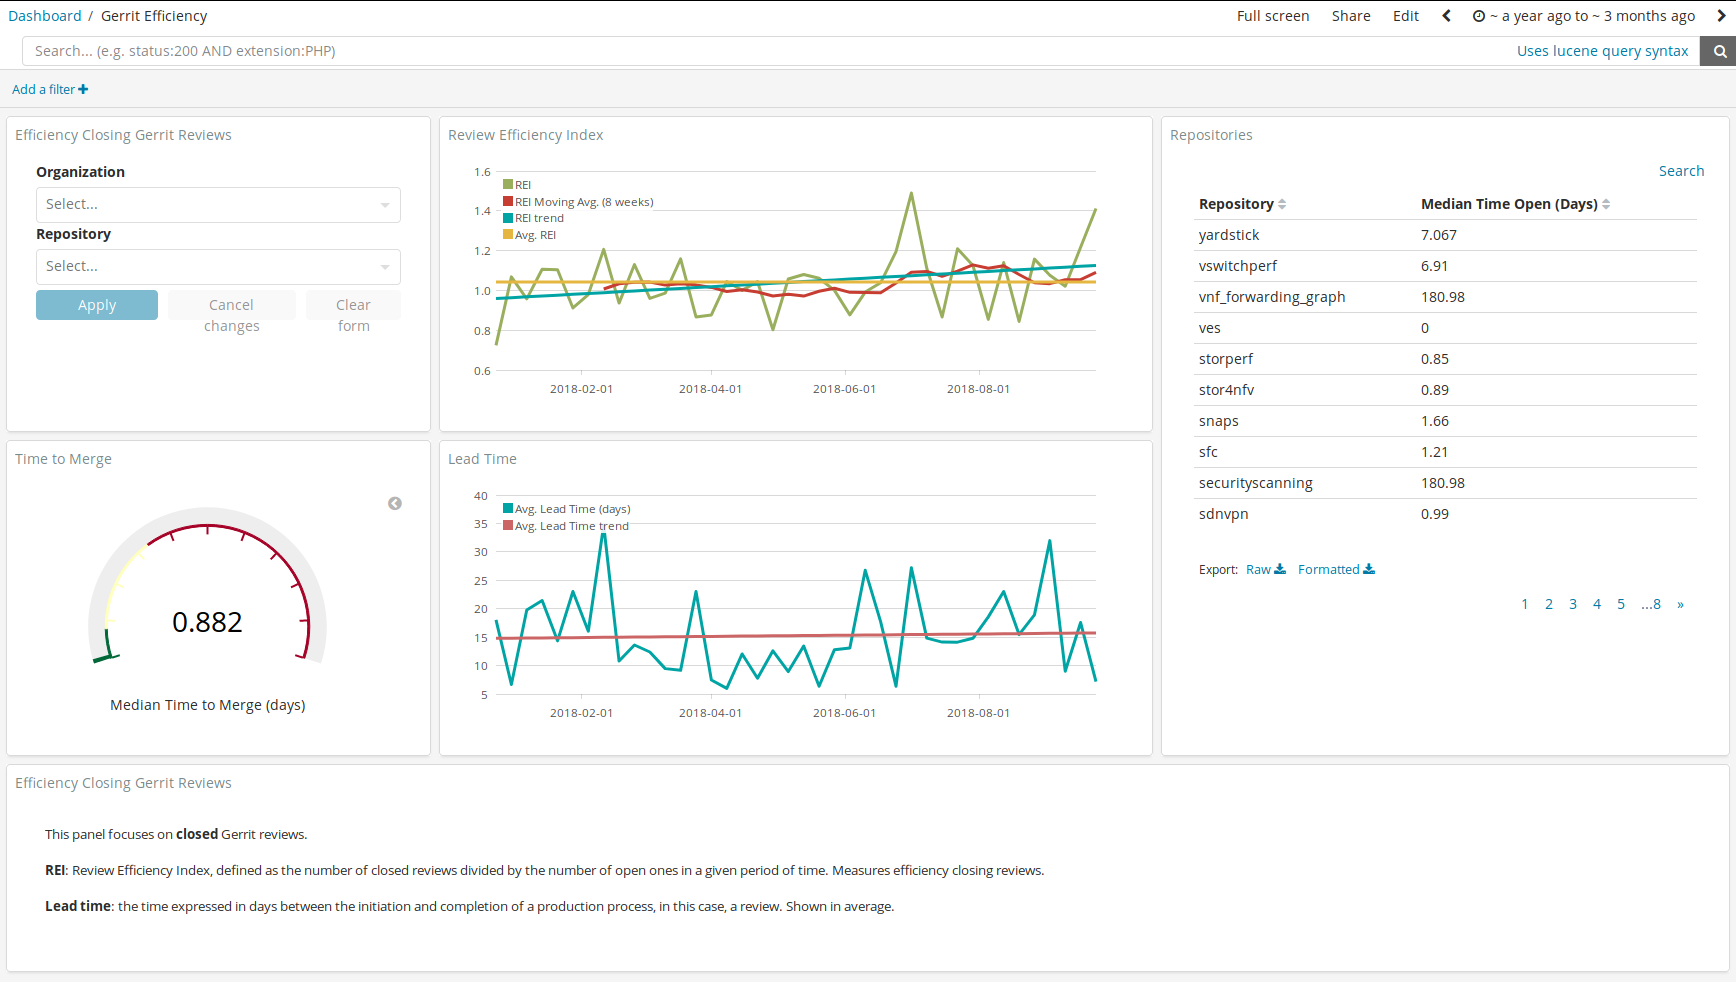 Dashboard / Gerrit Efficiency
Full screen Share Edit ~ a year ago to ~ 3 months ago
Search... (e.g. status:200 AND extension:PHP)
Uses lucene query syntax
Add a filter
Efficiency Closing Gerrit Reviews
Organization
Select...
Repository
Select...
Apply
Cancel changes
Clear form
Review Efficiency Index
1.6
1.4
1.2
1.0
0.8
0.6
REI
REI Moving Avg. (8 weeks)
REI trend
Avg. REI
2018-02-01 2018-04-01 2018-06-01 2018-08-01
Repositories
Search
Repository Median Time Open (Days)
yardstick 7.067
vswitchperf 6.91
vnf_forwarding_graph 180.98
ves 0
storperf 0.85
stor4nfv 0.89
snaps 1.66
sfc 1.21
securityscanning 180.98
sdnvpn 0.99
Export: Raw Formatted
1 2 3 4 5 ...8 »
Time to Merge
0.882
Median Time to Merge (days)
Lead Time
40
35
30
25
20
15
10
5
Avg. Lead Time (days)
Avg. Lead Time trend
2018-02-01 2018-04-01 2018-06-01 2018-08-01
Efficiency Closing Gerrit Reviews
This panel focuses on closed Gerrit reviews.
REI: Review Efficiency Index, defined as the number of closed reviews divided by the number of open ones in a given period of time. Measures efficiency closing reviews.
Lead time: the time expressed in days between the initiation and completion of a production process, in this case, a review. Shown in average.